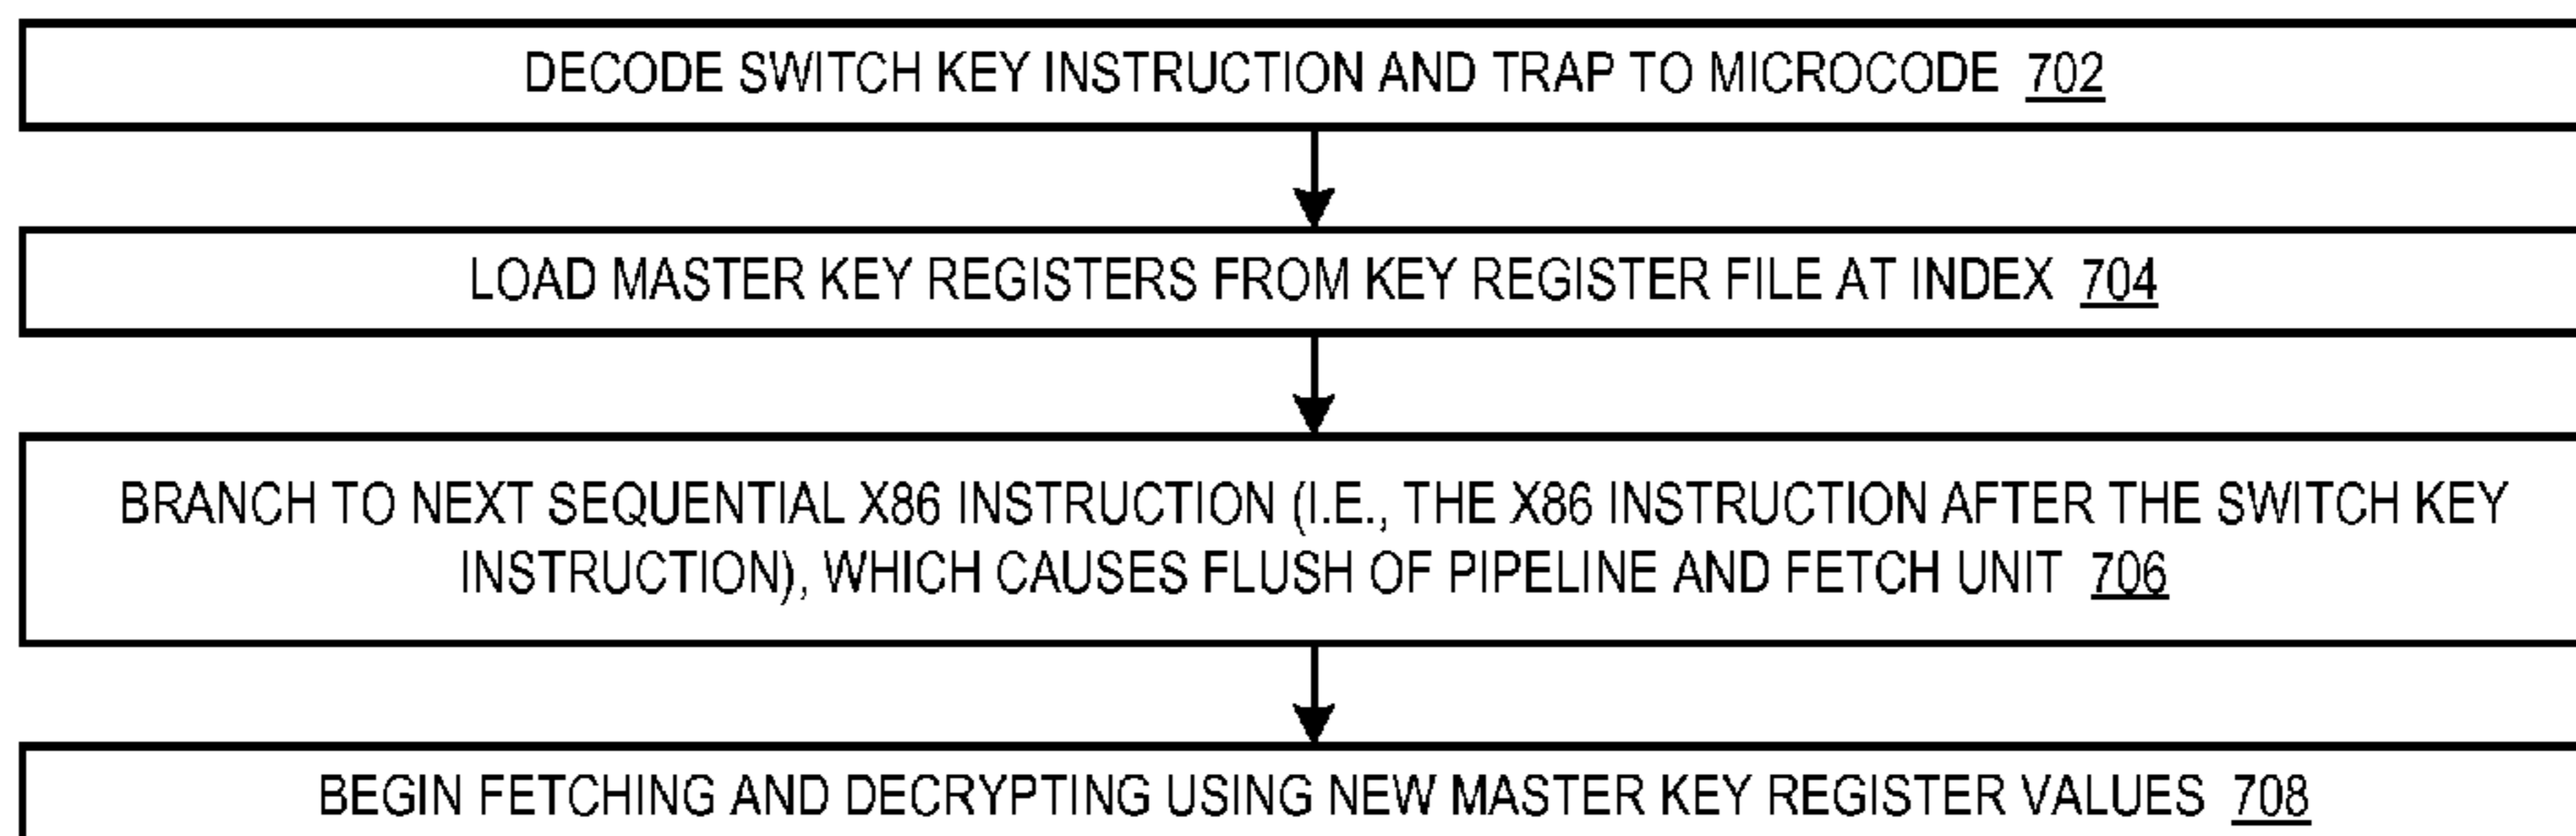 DECODE SWITCH KEY INSTRUCTION AND TRAP TO MICROCODE 702
LOAD MASTER KEY REGISTERS FROM KEY REGISTER FILE AT INDEX 704
BRANCH TO NEXT SEQUENTIAL X86 INSTRUCTION (I.E., THE X86 INSTRUCTION AFTER THE SWITCH KEY
INSTRUCTION), WHICH CAUSES FLUSH OF PIPELINE AND FETCH UNIT 706
BEGIN FETCHING AND DECRYPTING USING NEW MASTER KEY REGISTER VALUES 708